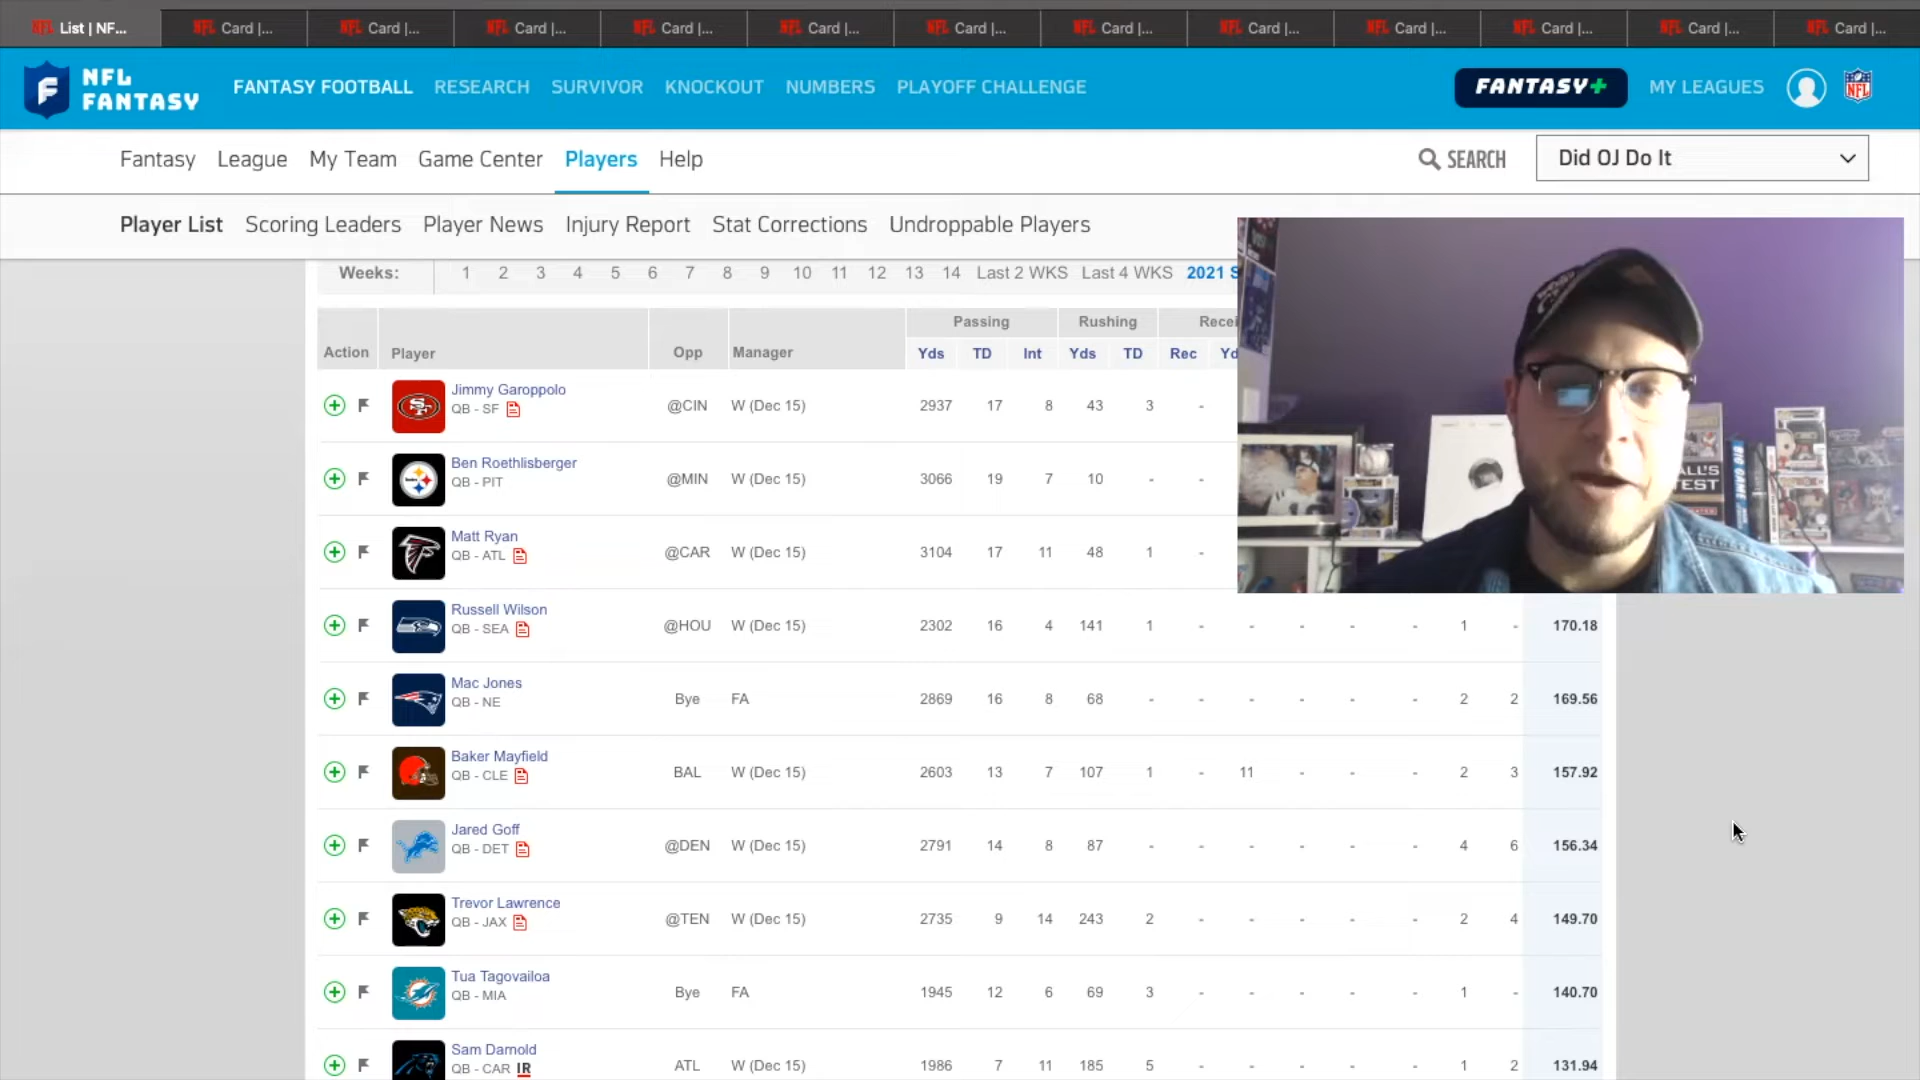 List | NF...
Card |...
Card |...
Card |...
Card |...
Card |...
Card |...
Card |...
Card |...
Card |...
Card |...
Card |...
Card |...
NFL FANTASY
FANTASY FOOTBALL RESEARCH SURVIVOR KNOCKOUT NUMBERS PLAYOFF CHALLENGE
FANTASY+ MY LEAGUES
NFL
Fantasy League My Team Game Center Players Help
SEARCH
Did OJ Do It
Player List Scoring Leaders Player News Injury Report Stat Corrections Undroppable Players
Weeks: 1 2 3 4 5 6 7 8 9 10 11 12 13 14 Last 2 WKS Last 4 WKS 2021 S
Passing Rushing Recei
Action Player Opp Manager Yds TD Int Yds TD Rec Yd
Jimmy Garoppolo
QB - SF @CIN W (Dec 15) 2937 17 8 43 3 -
Ben Roethlisberger
QB - PIT @MIN W (Dec 15) 3066 19 7 10 - -
Matt Ryan
QB - ATL @CAR W (Dec 15) 3104 17 11 48 1 -
Russell Wilson
QB - SEA @HOU W (Dec 15) 2302 16 4 141 1 - - - - - 1 - 170.18
Mac Jones
QB - NE Bye FA 2869 16 8 68 - - - - - - 2 2 169.56
Baker Mayfield
QB - CLE BAL W (Dec 15) 2603 13 7 107 1 - 11 - - - 2 3 157.92
Jared Goff
QB - DET @DEN W (Dec 15) 2791 14 8 87 - - - - - - 4 6 156.34
Trevor Lawrence
QB - JAX @TEN W (Dec 15) 2735 9 14 243 2 - - - - - 2 4 149.70
Tua Tagovailoa
QB - MIA Bye FA 1945 12 6 69 3 - - - - - 1 - 140.70
Sam Darnold
QB - CAR IR ATL W (Dec 15) 1986 7 11 185 5 - - - - - 1 2 131.94
ALL'S
TEST
BIG GAME